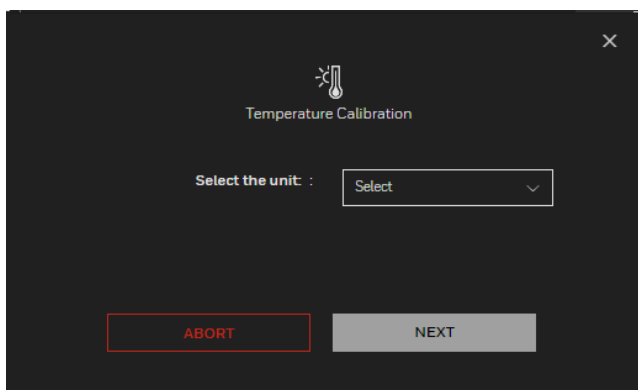 Temperature Calibration
Select the unit: :
Select
ABORT
NEXT